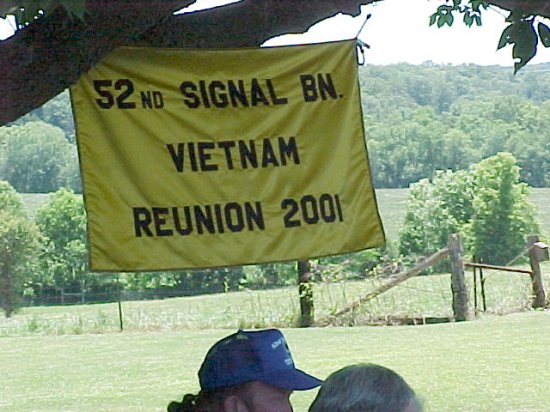 52ND SIGNAL BN.
VIETNAM
REUNION 2001